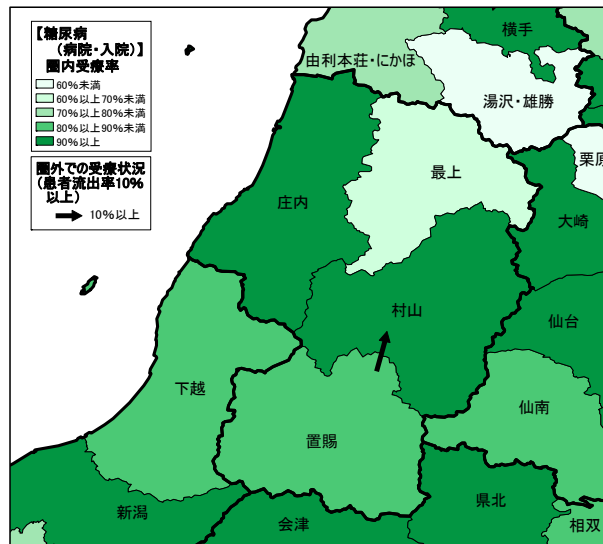 【糖尿病
(病院・入院)】
圏内受療率
60%未満
60%以上70%未満
70%以上80%未満
80%以上90%未満
90%以上
圏外での受療状況
(患者流出率10%
以上)
10%以上
横手
由利本荘・にかほ
湯沢・雄勝
栗原
最上
庄内
大崎
村山
仙台
下越
仙南
置賜
県北
新潟
会津
相双